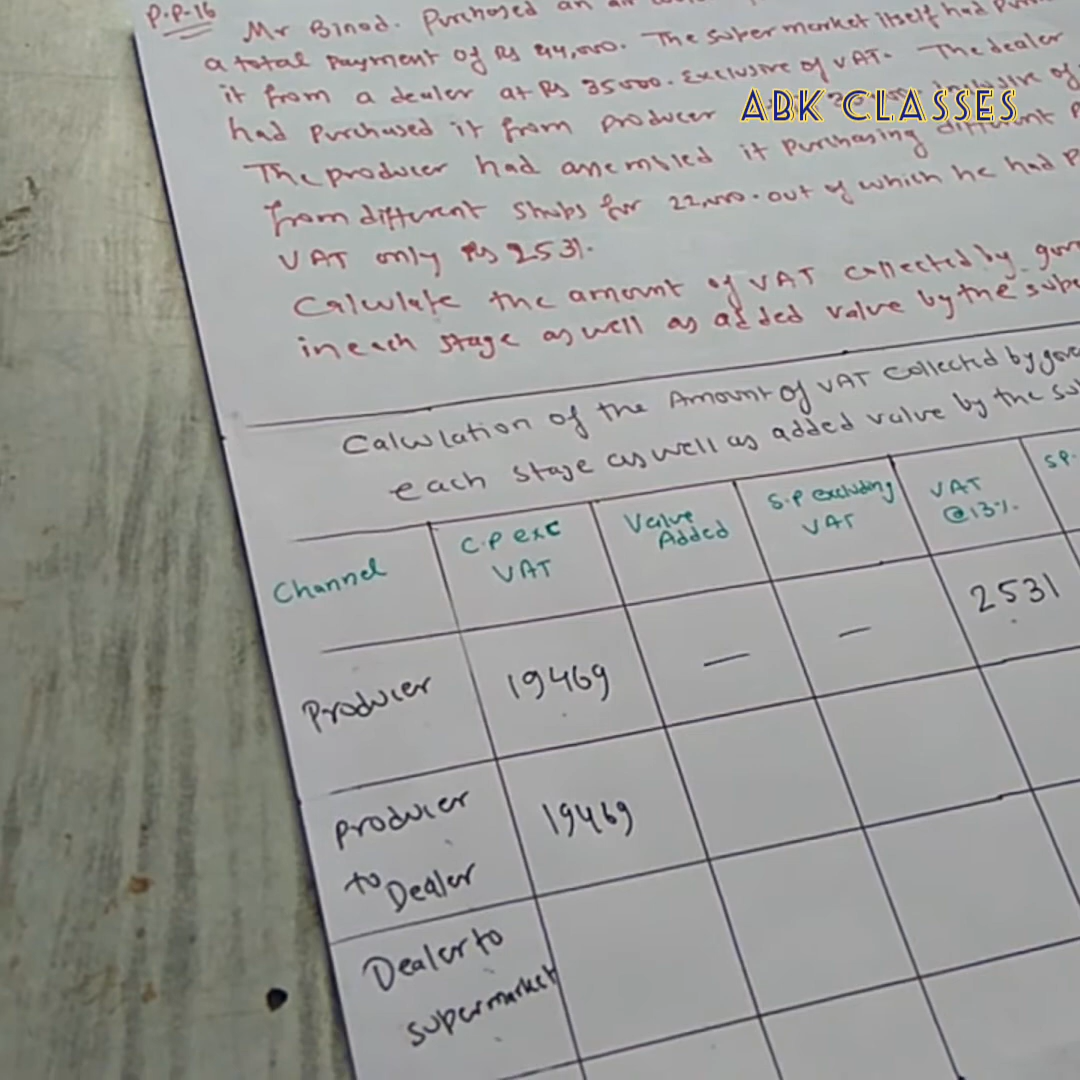 P.P-16
Mr Binod. Purchased an air
a total payment of Rs 44,000. The supermarket itself had
it from a dealer at Rs 35000. Exclusive of VAT. The dealer
had purchased it from producer of
ABK CLASSES
The producer had assembled it purchasing different
from different shops for 22,000. out of which he had
VAT only Rs 2531.
Calculate the amount of VAT collected by
in each stage as well as added value by the
Calculation of the Amount of VAT collected by
each stage as well as added value by the
Channel
C.P exc VAT
Value Added
S.P excluding VAT
VAT @13%.
SP.
Producer
19469
—
—
2531
Producer to Dealer
19469
Dealer to supermarket